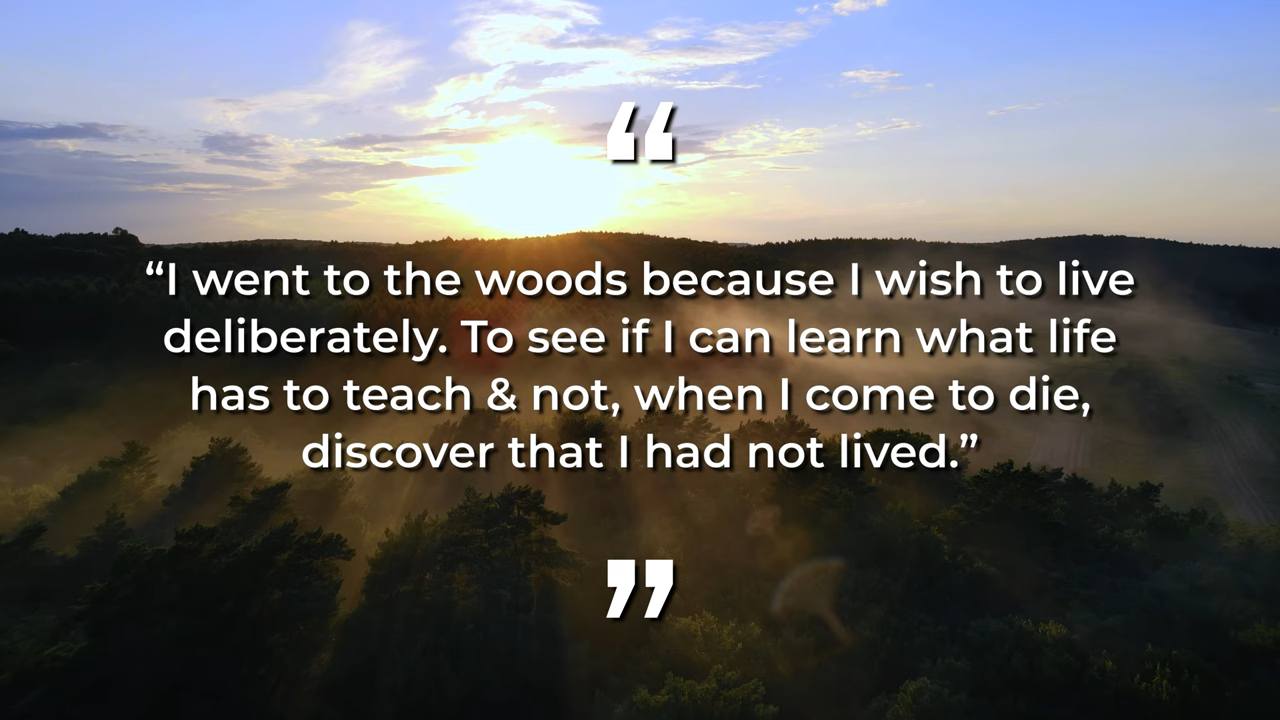 “
“I went to the woods because I wish to live
deliberately. To see if I can learn what life
has to teach & not, when I come to die,
discover that I had not lived.”
”